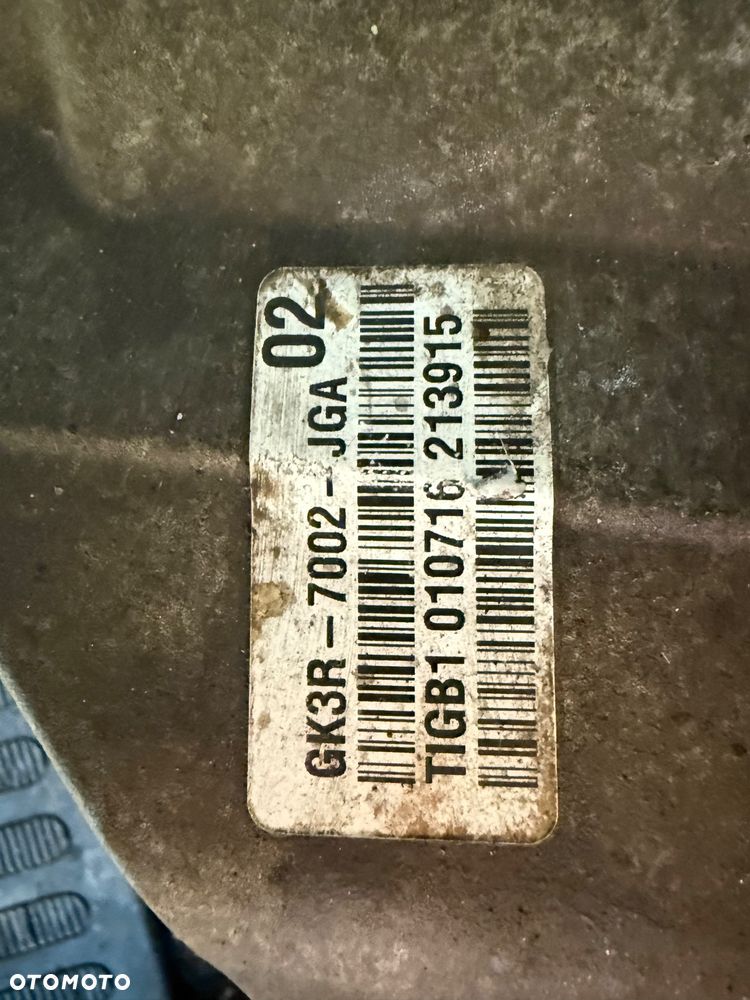 GK3R-7002-JGA 02
T1GB1 010716 213915
OTOMOTO